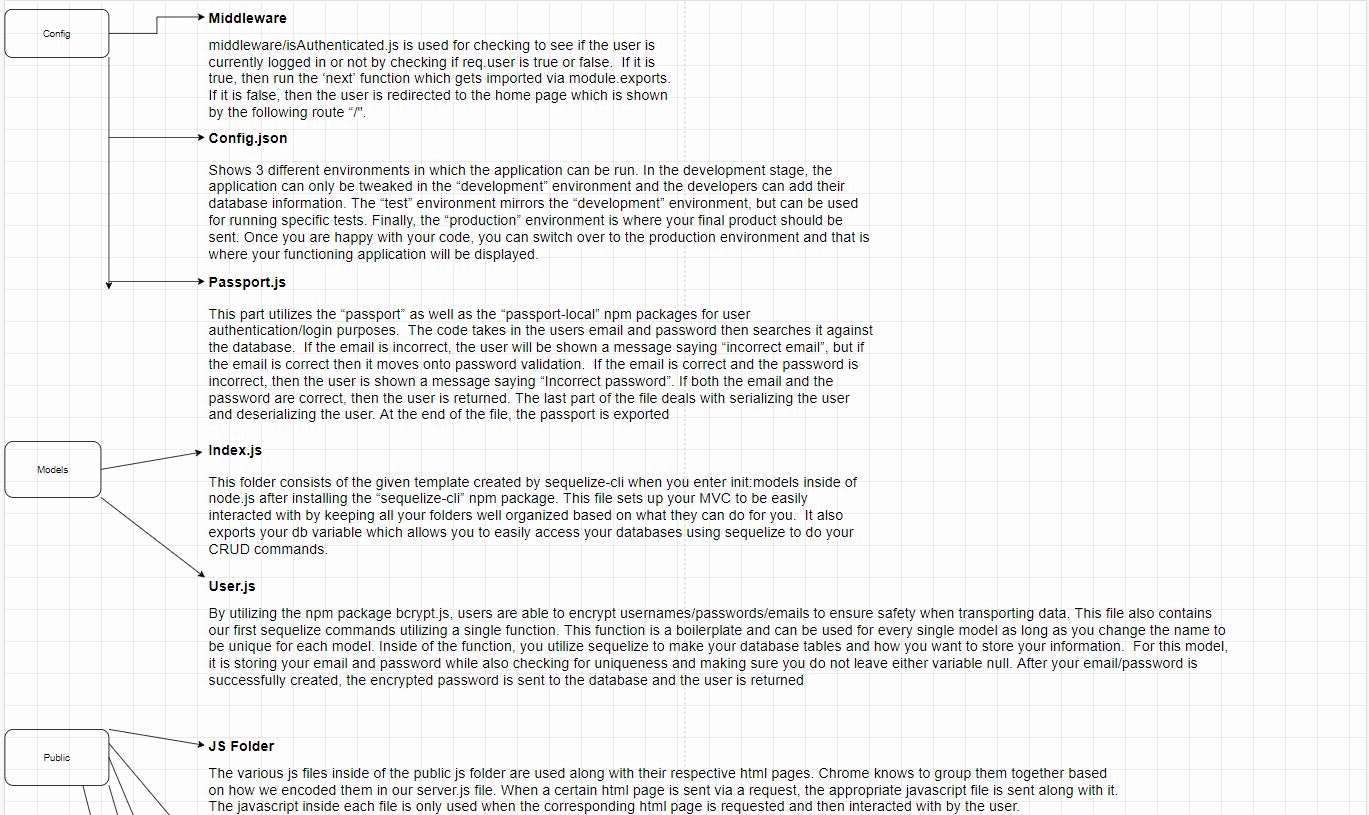 Config
Middleware
middleware/isAuthenticated.js is used for checking to see if the user is
currently logged in or not by checking if req.user is true or false.  If it is
true, then run the ‘next’ function which gets imported via module.exports.
If it is false, then the user is redirected to the home page which is shown
by the following route “/”.
Config.json
Shows 3 different environments in which the application can be run. In the development stage, the
application can only be tweaked in the “development” environment and the developers can add their
database information. The “test” environment mirrors the “development” environment, but can be used
for running specific tests. Finally, the “production” environment is where your final product should be
sent. Once you are happy with your code, you can switch over to the production environment and that is
where your functioning application will be displayed.
Passport.js
This part utilizes the “passport” as well as the “passport-local” npm packages for user
authentication/login purposes.  The code takes in the users email and password then searches it against
the database.  If the email is incorrect, the user will be shown a message saying “incorrect email”, but if
the email is correct then it moves onto password validation.  If the email is correct and the password is
incorrect, then the user is shown a message saying “Incorrect password”. If both the email and the
password are correct, then the user is returned. The last part of the file deals with serializing the user
and deserializing the user. At the end of the file, the passport is exported
Models
Index.js
This folder consists of the given template created by sequelize-cli when you enter init:models inside of
node.js after installing the “sequelize-cli” npm package. This file sets up your MVC to be easily
interacted with by keeping all your folders well organized based on what they can do for you.  It also
exports your db variable which allows you to easily access your databases using sequelize to do your
CRUD commands.
User.js
By utilizing the npm package bcrypt.js, users are able to encrypt usernames/passwords/emails to ensure safety when transporting data. This file also contains
our first sequelize commands utilizing a single function. This function is a boilerplate and can be used for every single model as long as you change the name to
be unique for each model. Inside of the function, you utilize sequelize to make your database tables and how you want to store your information.  For this model,
it is storing your email and password while also checking for uniqueness and making sure you do not leave either variable null. After your email/password is
successfully created, the encrypted password is sent to the database and the user is returned
Public
JS Folder
The various js files inside of the public js folder are used along with their respective html pages. Chrome knows to group them together based
on how we encoded them in our server.js file. When a certain html page is sent via a request, the appropriate javascript file is sent along with it.
The javascript inside each file is only used when the corresponding html page is requested and then interacted with by the user.